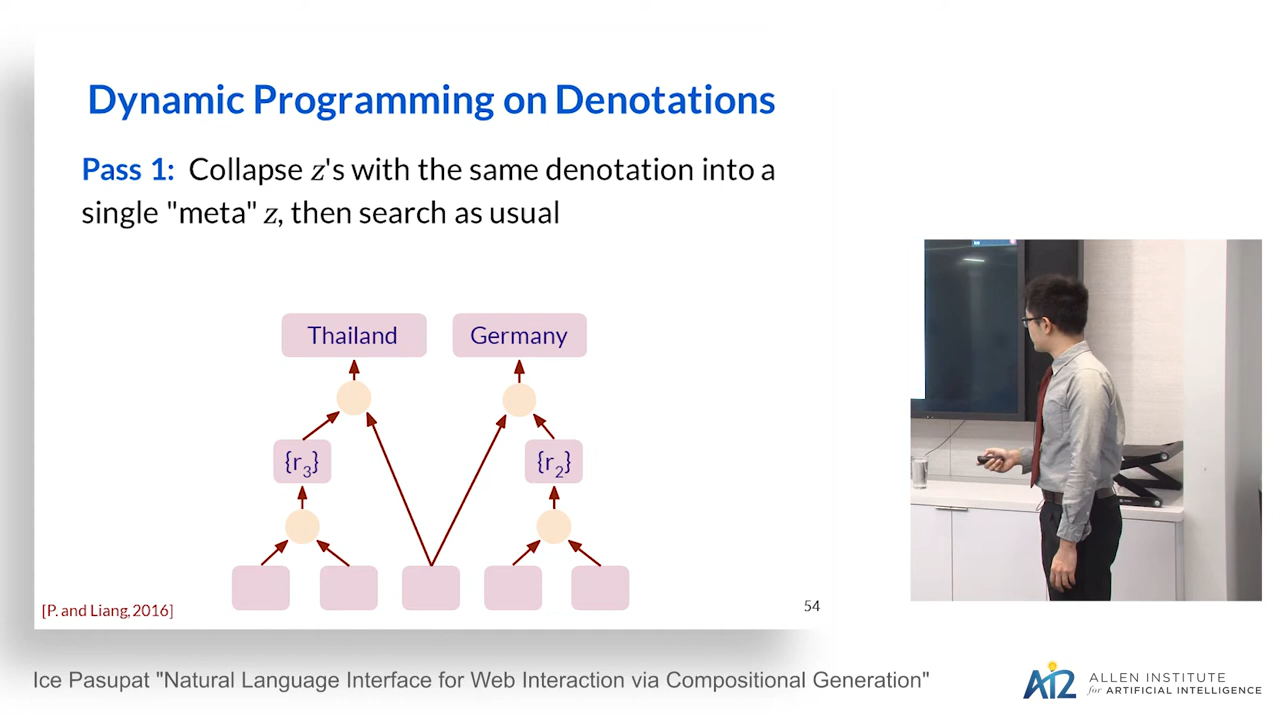 Dynamic Programming on Denotations
Pass 1: Collapse z's with the same denotation into a
single "meta" z, then search as usual
Thailand
Germany
{r3}
{r2}
[P. and Liang,2016]
54
Ice Pasupat "Natural Language Interface for Web Interaction via Compositional Generation"
AI2
ALLEN INSTITUTE
for ARTIFICIAL INTELLIGENCE